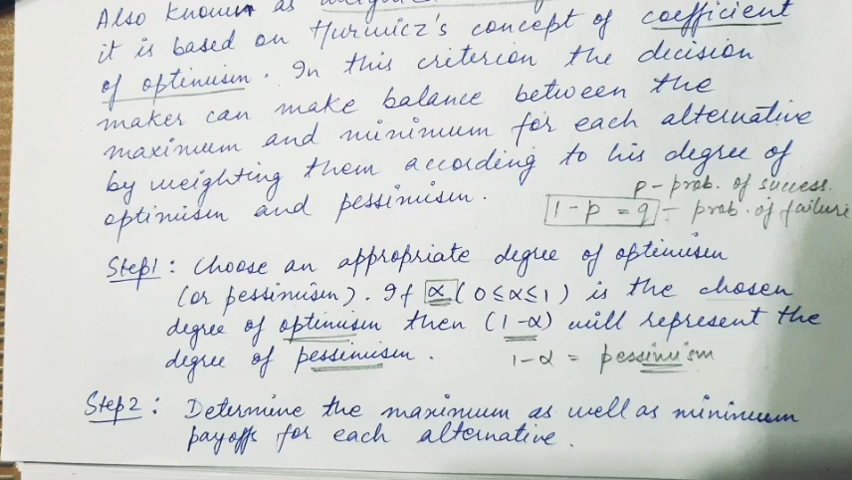 Also known as
it is based on Hurwicz's concept of coefficient
of optimism. In this criterion the decision
maker can make balance between the
maximum and minimum for each alternative
by weighting them according to his degree of
optimism and pessimism.
p - prob. of success.
1 - p = q - prob. of failure
Step1 : Choose an appropriate degree of optimism
(or pessimism). If α (0≤α≤1) is the chosen
degree of optimism then (1-α) will represent the
degree of pessimism.
1-α = pessimism
Step2 : Determine the maximum as well as minimum
payoffs for each alternative.